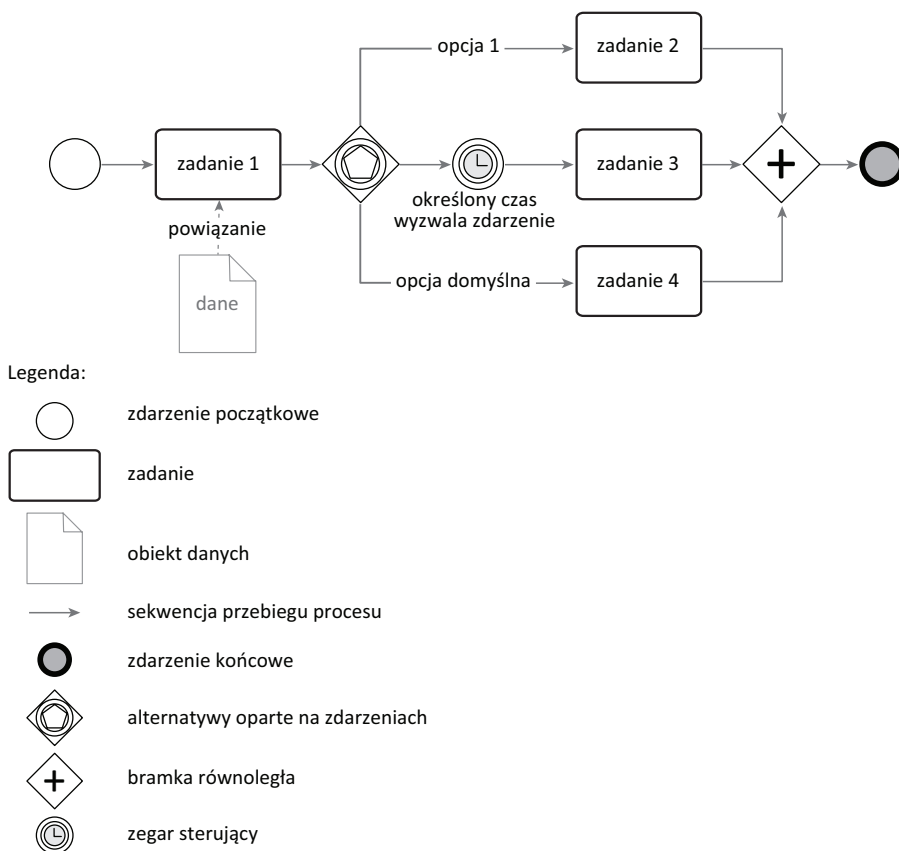 opcja 1
zadanie 2
zadanie 1
zadanie 3
określony czas
wyzwala zdarzenie
powiązanie
opcja domyślna
zadanie 4
dane
Legenda:
zdarzenie początkowe
zadanie
obiekt danych
sekwencja przebiegu procesu
zdarzenie końcowe
alternatywy oparte na zdarzeniach
bramka równoległa
zegar sterujący